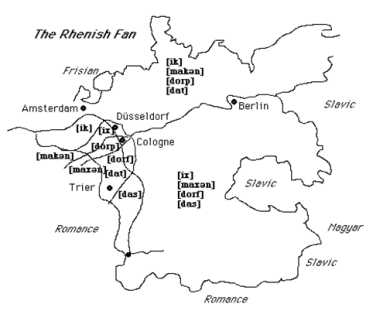 The Rhenish Fan
[ik]
[makən]
[dorp]
[dat]
Frisian
Amsterdam
Berlin
Slavic
Düsseldorf
[ik]
[ix]
Cologne
[dorp]
[makən]
[dorf]
[maxən]
[dat]
Trier
[das]
[ix]
[maxən]
[dorf]
[das]
Slavic
Romance
Magyar
Slavic
Romance